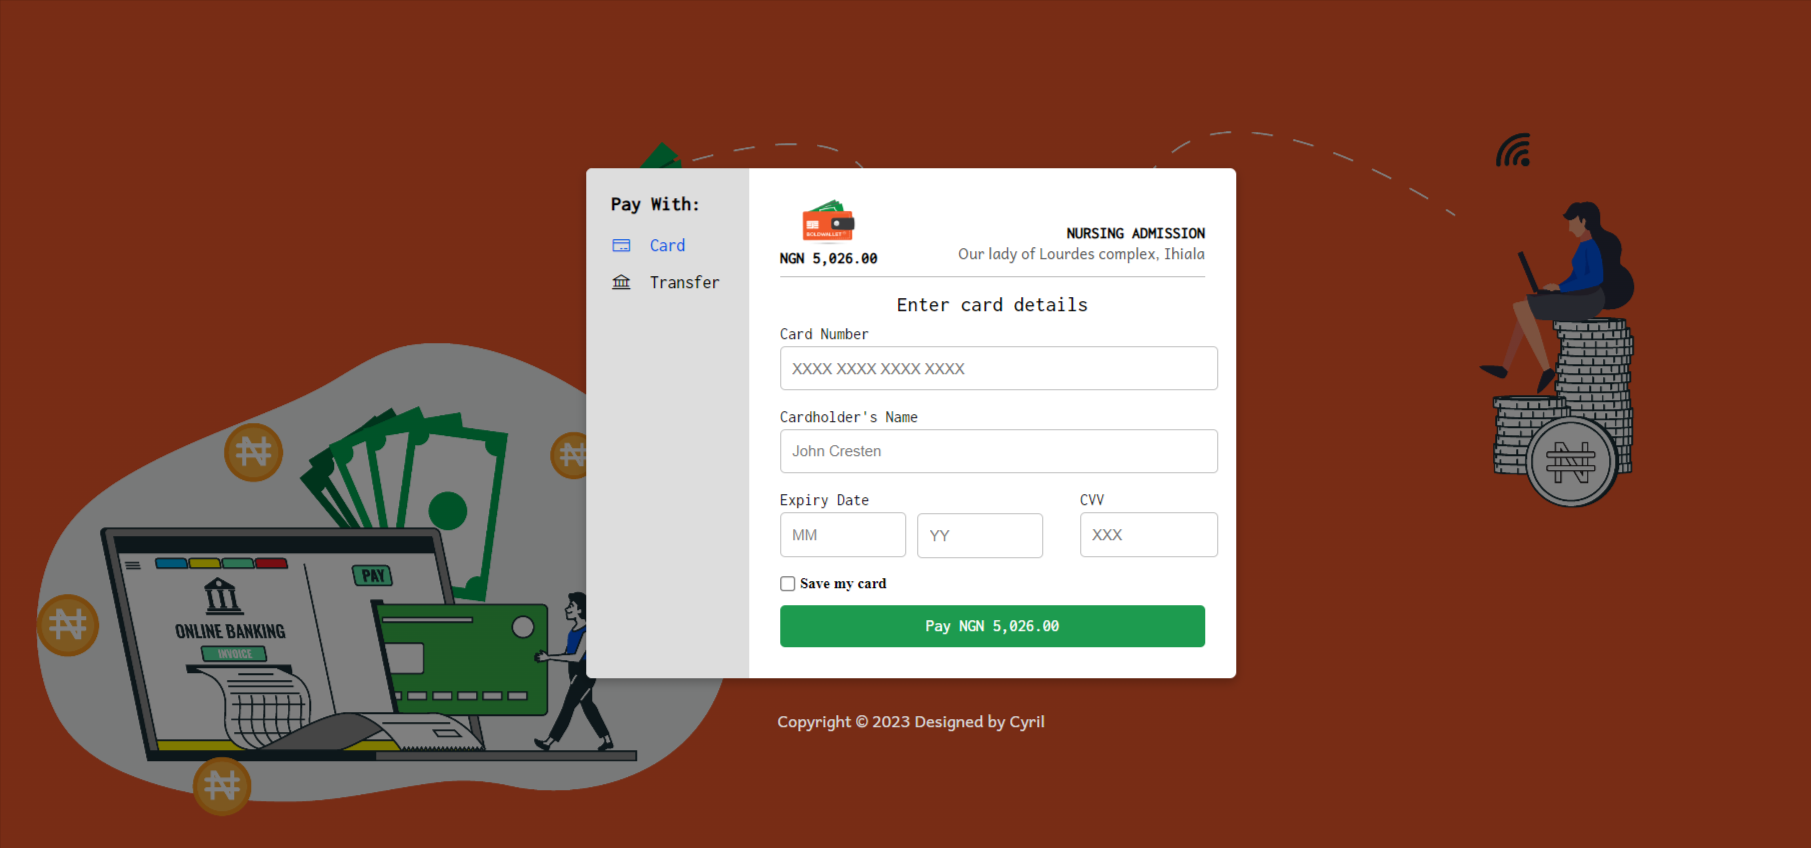 Pay With:
Card
Transfer
BOLDWALLET
NGN 5,026.00
NURSING ADMISSION
Our lady of Lourdes complex, Ihiala
Enter card details
Card Number
XXXX XXXX XXXX XXXX
Cardholder's Name
John Cresten
Expiry Date
CVV
MM
YY
XXX
Save my card
Pay NGN 5,026.00
PAY
ONLINE BANKING
INVOICE
Copyright © 2023 Designed by Cyril